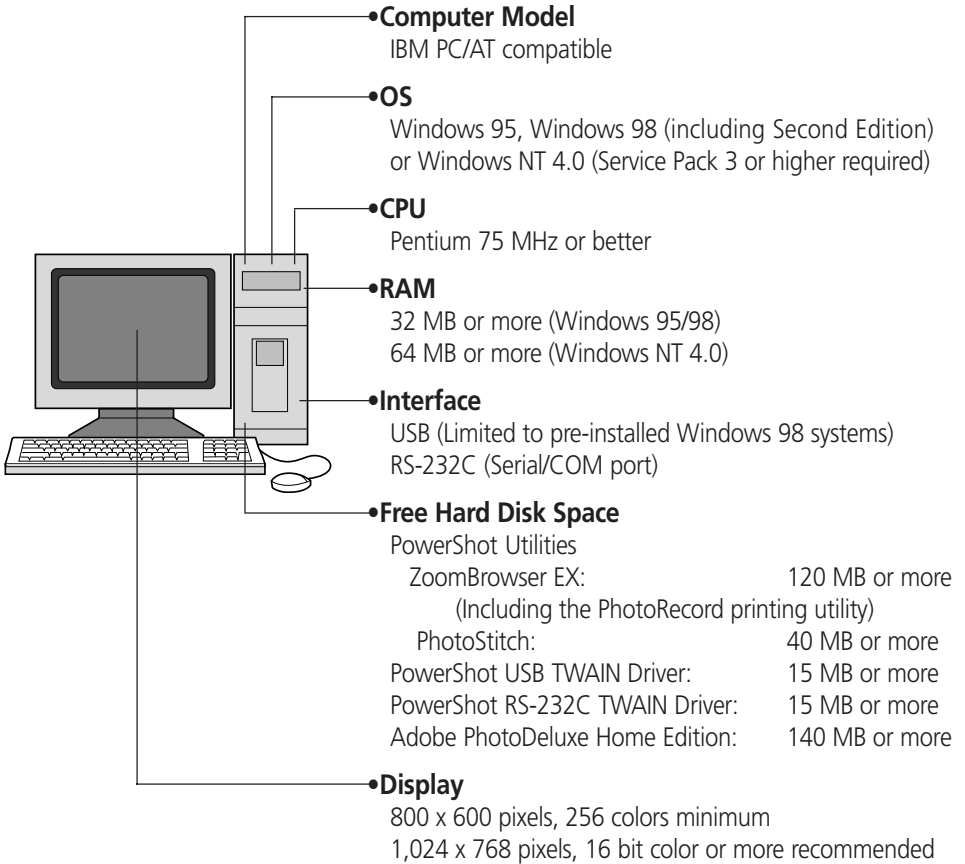 •Computer Model
IBM PC/AT compatible
•OS
Windows 95, Windows 98 (including Second Edition)
or Windows NT 4.0 (Service Pack 3 or higher required)
•CPU
Pentium 75 MHz or better
•RAM
32 MB or more (Windows 95/98)
64 MB or more (Windows NT 4.0)
•Interface
USB (Limited to pre-installed Windows 98 systems)
RS-232C (Serial/COM port)
•Free Hard Disk Space
PowerShot Utilities
ZoomBrowser EX: 120 MB or more
(Including the PhotoRecord printing utility)
PhotoStitch: 40 MB or more
PowerShot USB TWAIN Driver: 15 MB or more
PowerShot RS-232C TWAIN Driver: 15 MB or more
Adobe PhotoDeluxe Home Edition: 140 MB or more
•Display
800 x 600 pixels, 256 colors minimum
1,024 x 768 pixels, 16 bit color or more recommended